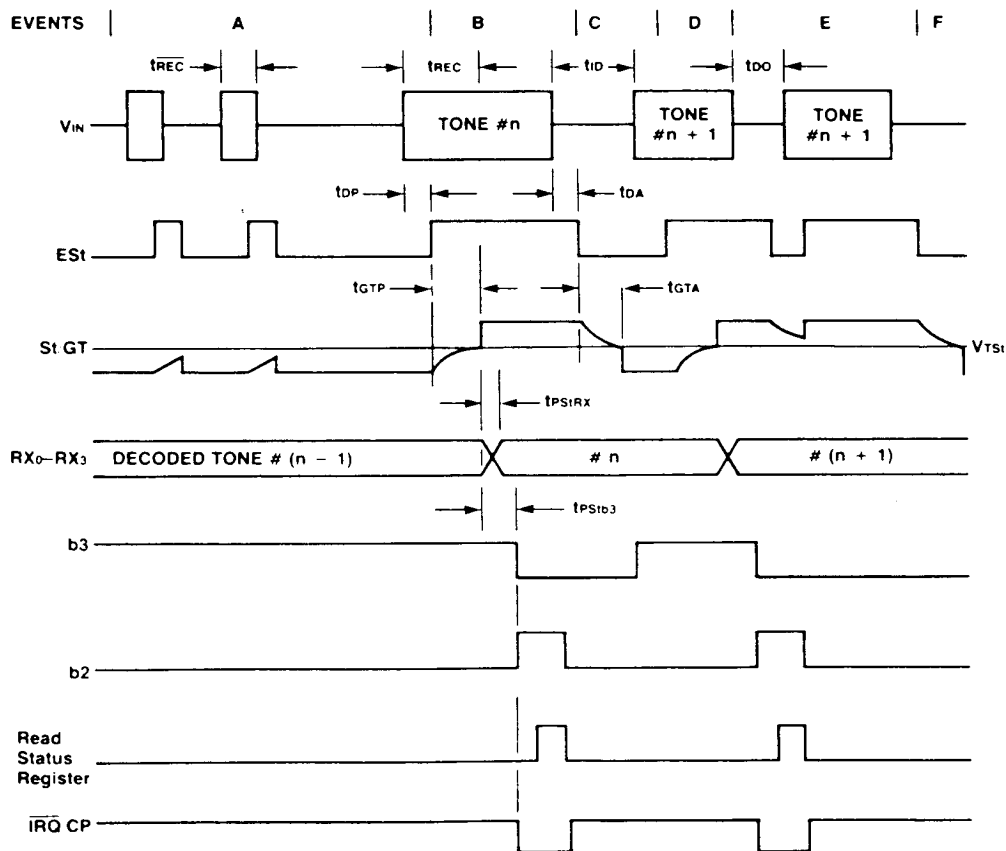 EVENTS A B C D E F
tREC tREC tID tDO
VIN TONE #n TONE #n + 1 TONE #n + 1
tDP tDA
ESt
tGTP tGTA
St/GT VTSt
tPStRX
RX0–RX3 DECODED TONE # (n – 1) # n # (n + 1)
tPStb3
b3
b2
Read
Status
Register
IRQ/CP